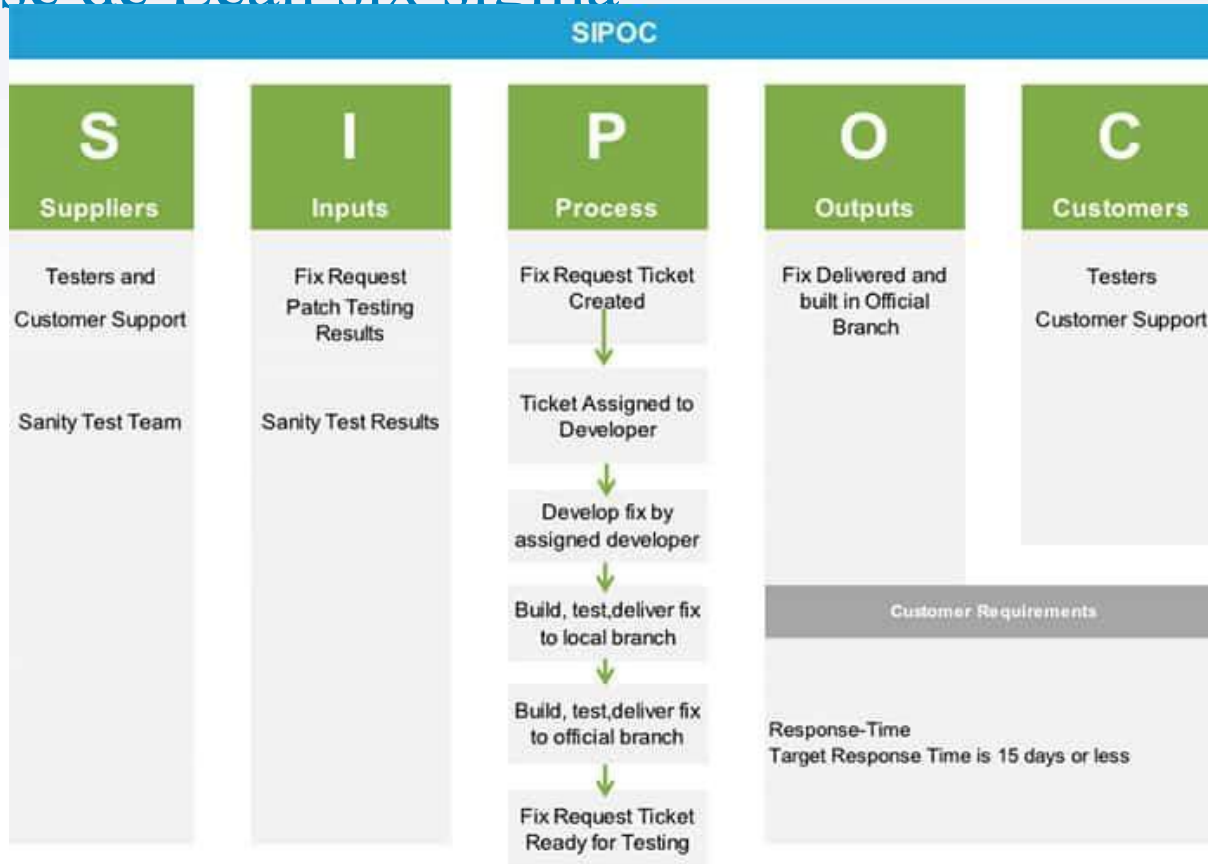 SIPOC
S
Suppliers
Testers and
Customer Support
Sanity Test Team
I
Inputs
Fix Request
Patch Testing
Results
Sanity Test Results
P
Process
Fix Request Ticket
Created
Ticket Assigned to
Developer
Develop fix by
assigned developer
Build, test,deliver fix
to local branch
Build, test,deliver fix
to official branch
Fix Request Ticket
Ready for Testing
O
Outputs
Fix Delivered and
built in Official
Branch
C
Customers
Testers
Customer Support
Customer Requirements
Response-Time
Target Response Time is 15 days or less